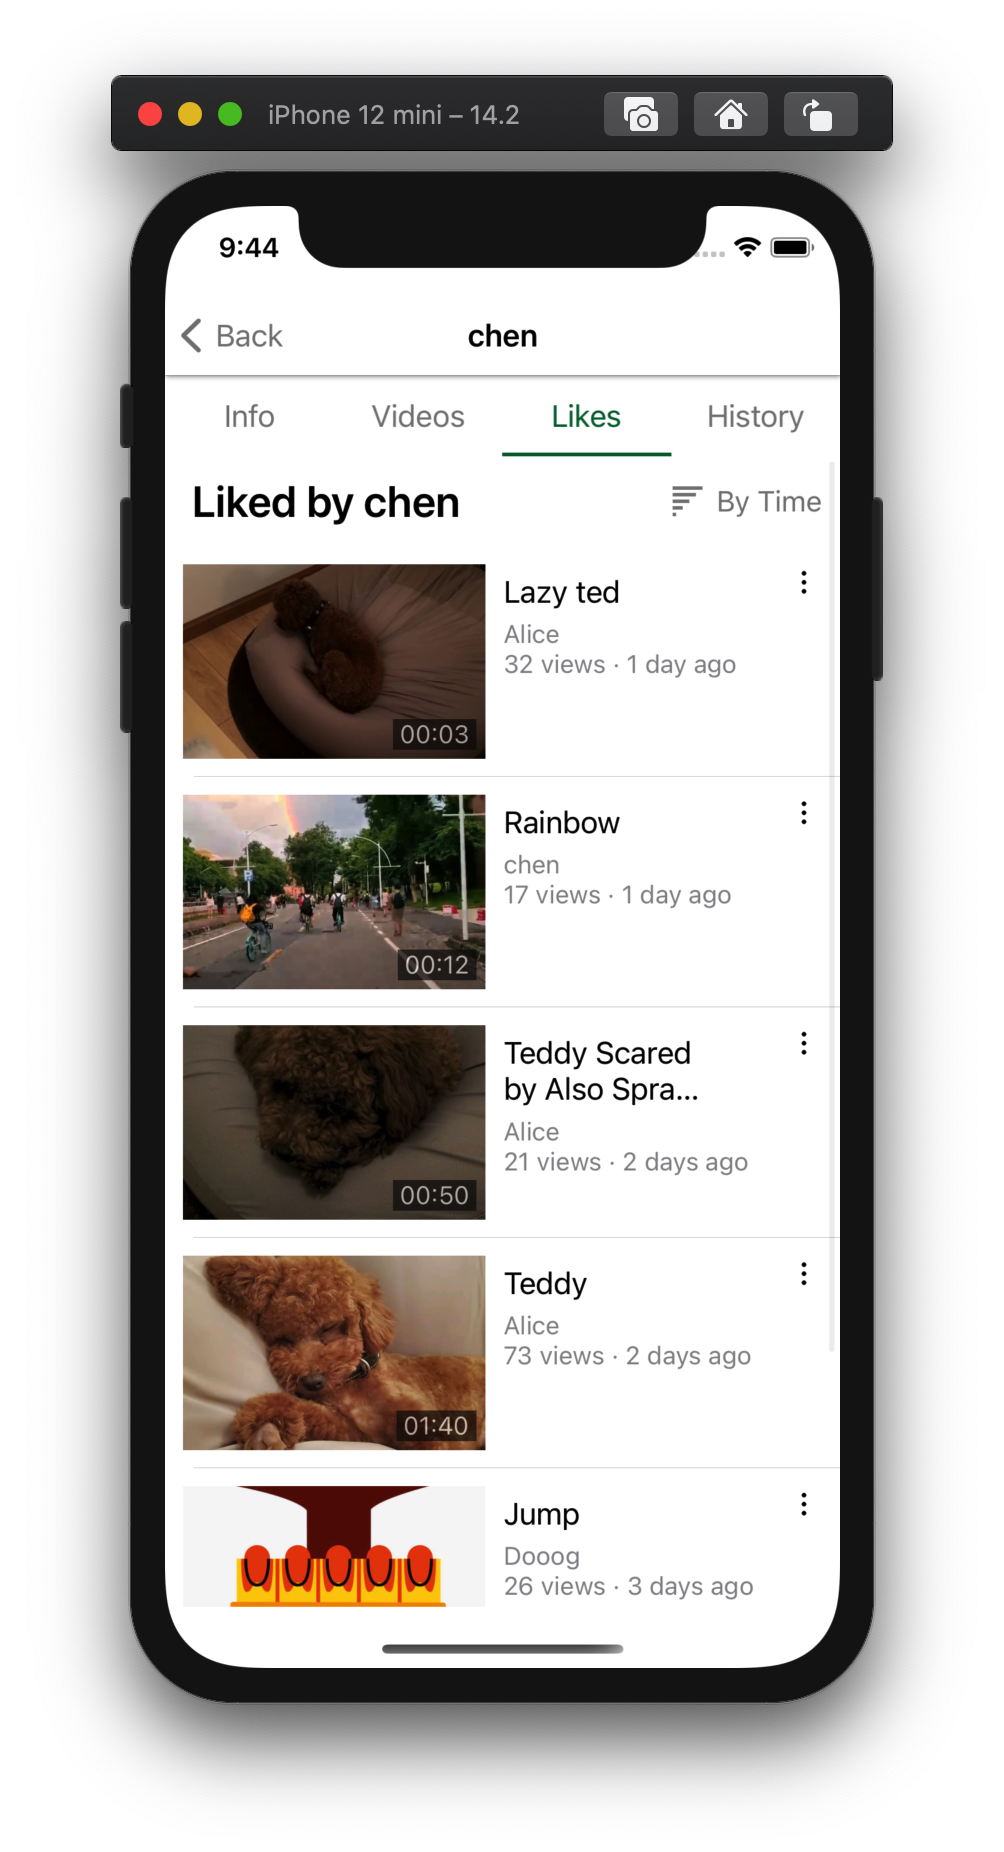 iPhone 12 mini – 14.2
9:44
Back
chen
Info
Videos
Likes
History
Liked by chen
By Time
Lazy ted
Alice
32 views · 1 day ago
00:03
Rainbow
chen
17 views · 1 day ago
00:12
Teddy Scared
by Also Spra...
Alice
21 views · 2 days ago
00:50
Teddy
Alice
73 views · 2 days ago
01:40
Jump
Dooog
26 views · 3 days ago